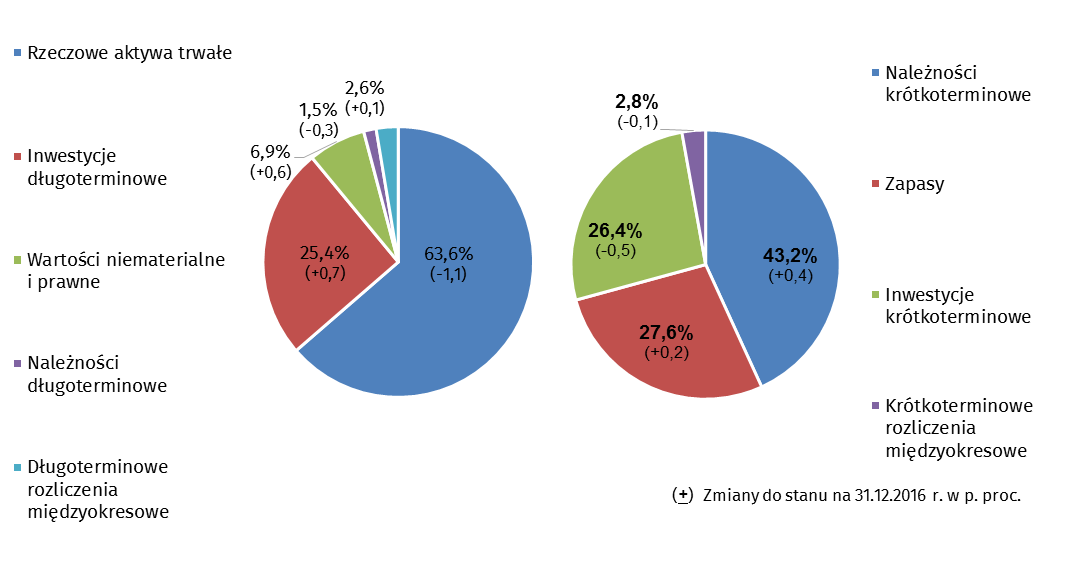 Rzeczowe aktywa trwałe
Inwestycje
długoterminowe
Wartości niematerialne
i prawne
Należności
długoterminowe
Długoterminowe
rozliczenia
międzyokresowe
2,6%
(+0,1)
1,5%
(-0,3)
6,9%
(+0,6)
25,4%
(+0,7)
63,6%
(-1,1)
2,8%
(-0,1)
26,4%
(-0,5)
43,2%
(+0,4)
27,6%
(+0,2)
Należności
krótkoterminowe
Zapasy
Inwestycje
krótkoterminowe
Krótkoterminowe
rozliczenia
międzyokresowe
(±) Zmiany do stanu na 31.12.2016 r. w p. proc.